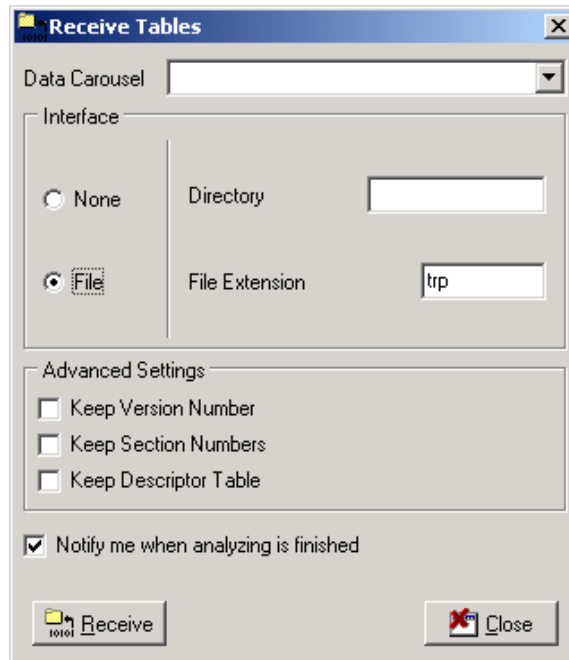 Receive Tables
Data Carousel
Interface
None
Directory
File
File Extension
trp
Advanced Settings
Keep Version Number
Keep Section Numbers
Keep Descriptor Table
Notify me when analyzing is finished
10101 Receive
Close